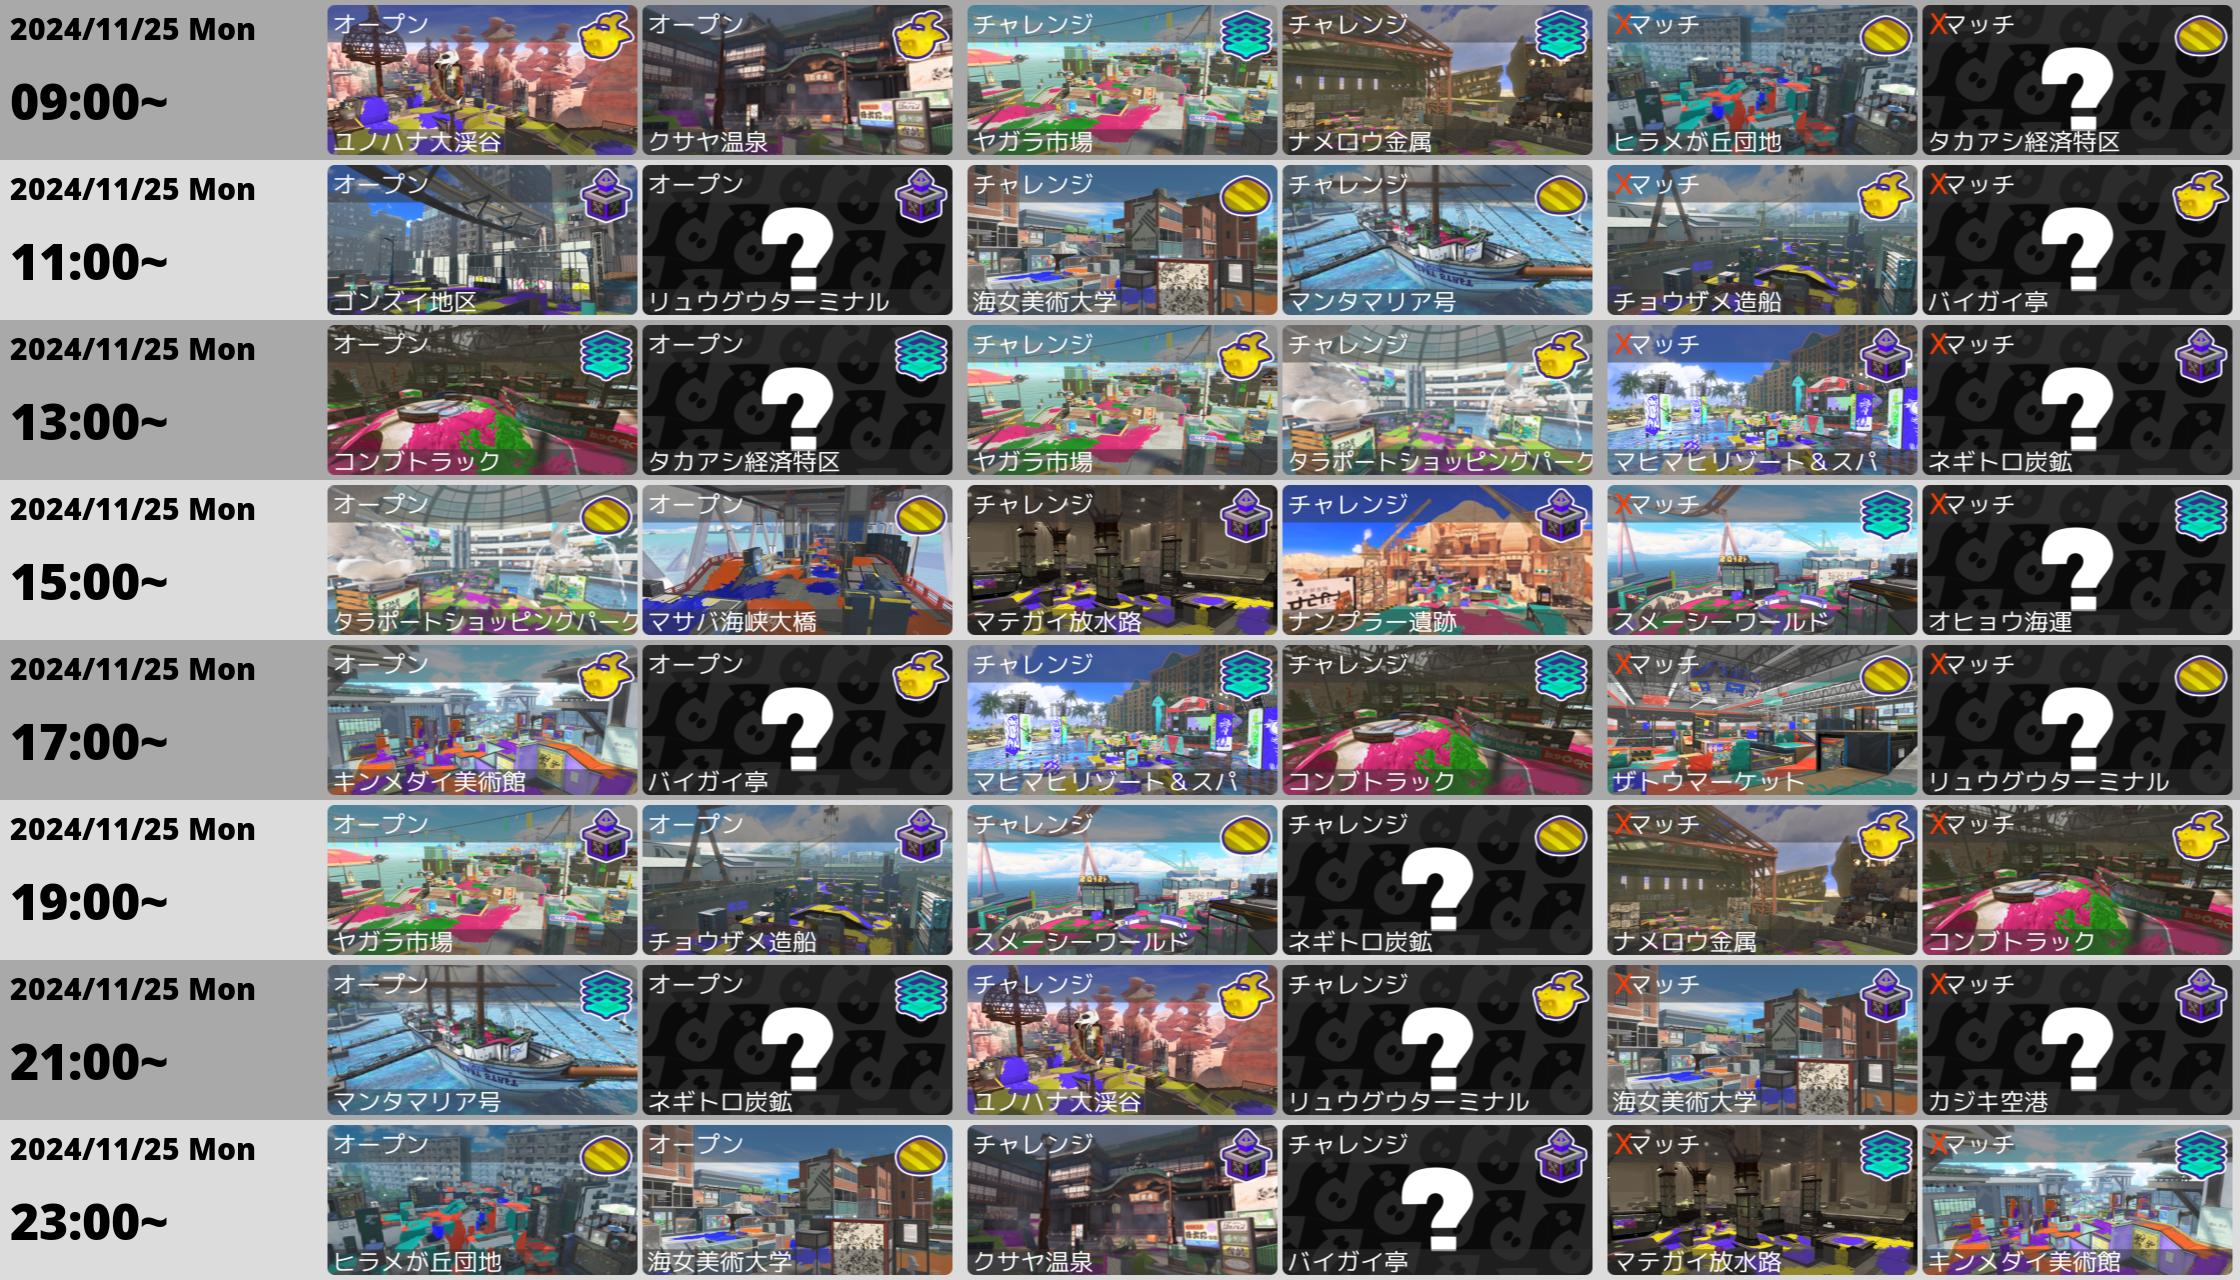 2024/11/25 Mon
09:00~
オープン
ユノハナ大渓谷
オープン
クサヤ温泉
チャレンジ
ヤガラ市場
チャレンジ
ナメロウ金属
Xマッチ
ヒラメが丘団地
Xマッチ
タカアシ経済特区
2024/11/25 Mon
11:00~
オープン
ゴンズイ地区
オープン
リュウグウターミナル
チャレンジ
海女美術大学
チャレンジ
マンタマリア号
Xマッチ
チョウザメ造船
Xマッチ
バイガイ亭
2024/11/25 Mon
13:00~
オープン
コンブトラック
オープン
タカアシ経済特区
チャレンジ
ヤガラ市場
チャレンジ
タラポートショッピングパーク
Xマッチ
マヒマヒリゾート&スパ
Xマッチ
ネギトロ炭鉱
2024/11/25 Mon
15:00~
オープン
タラポートショッピングパーク
オープン
マサバ海峡大橋
チャレンジ
マテガイ放水路
チャレンジ
ナンプラー遺跡
Xマッチ
スメーシーワールド
Xマッチ
オヒョウ海運
2024/11/25 Mon
17:00~
オープン
キンメダイ美術館
オープン
バイガイ亭
チャレンジ
マヒマヒリゾート&スパ
チャレンジ
コンブトラック
Xマッチ
ザトウマーケット
Xマッチ
リュウグウターミナル
2024/11/25 Mon
19:00~
オープン
ヤガラ市場
オープン
チョウザメ造船
チャレンジ
スメーシーワールド
チャレンジ
ネギトロ炭鉱
Xマッチ
ナメロウ金属
Xマッチ
コンブトラック
2024/11/25 Mon
21:00~
オープン
マンタマリア号
オープン
ネギトロ炭鉱
チャレンジ
ユノハナ大渓谷
チャレンジ
リュウグウターミナル
Xマッチ
海女美術大学
Xマッチ
カジキ空港
2024/11/25 Mon
23:00~
オープン
ヒラメが丘団地
オープン
海女美術大学
チャレンジ
クサヤ温泉
チャレンジ
バイガイ亭
Xマッチ
マテガイ放水路
Xマッチ
キンメダイ美術館